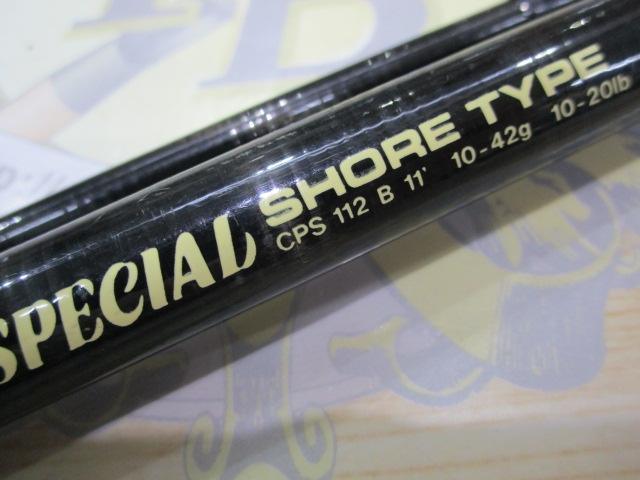 SPECIAL
SHORE TYPE
CPS 112 B 11' 10-42g 10-20lb